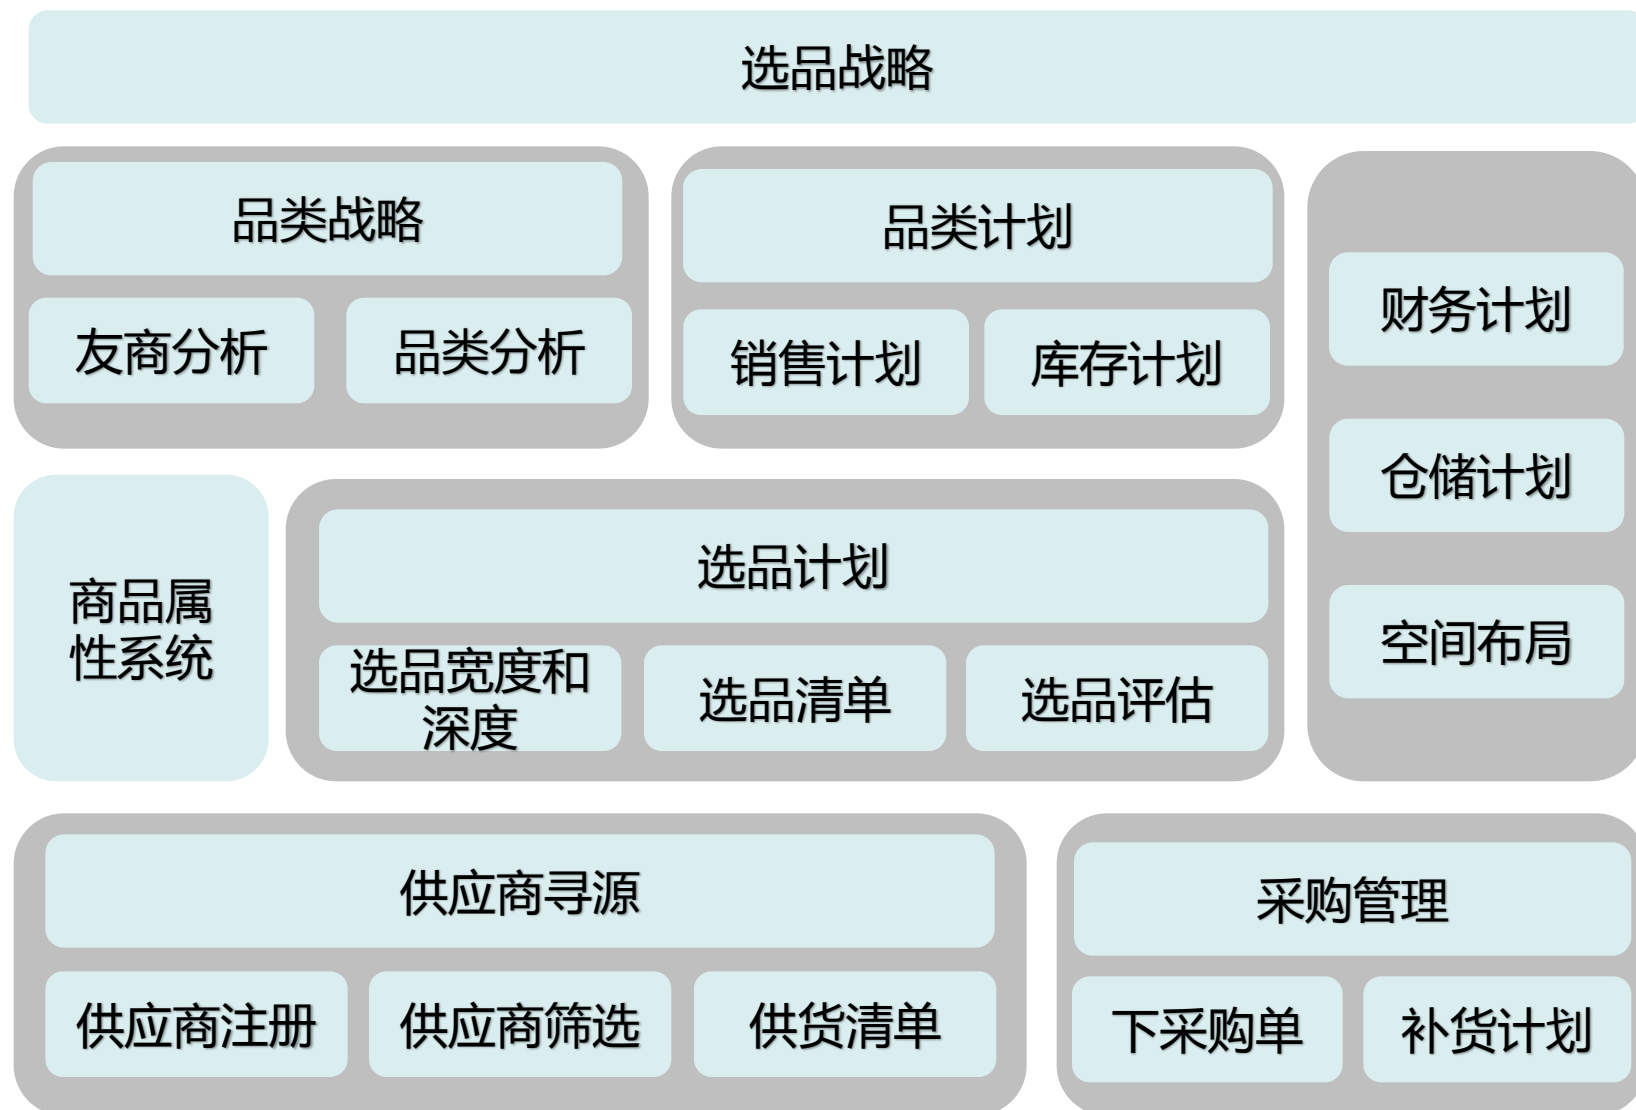 选品战略
品类战略
友商分析
品类分析
品类计划
销售计划
库存计划
财务计划
仓储计划
空间布局
商品属
性系统
选品计划
选品宽度和
深度
选品清单
选品评估
供应商寻源
供应商注册
供应商筛选
供货清单
采购管理
下采购单
补货计划